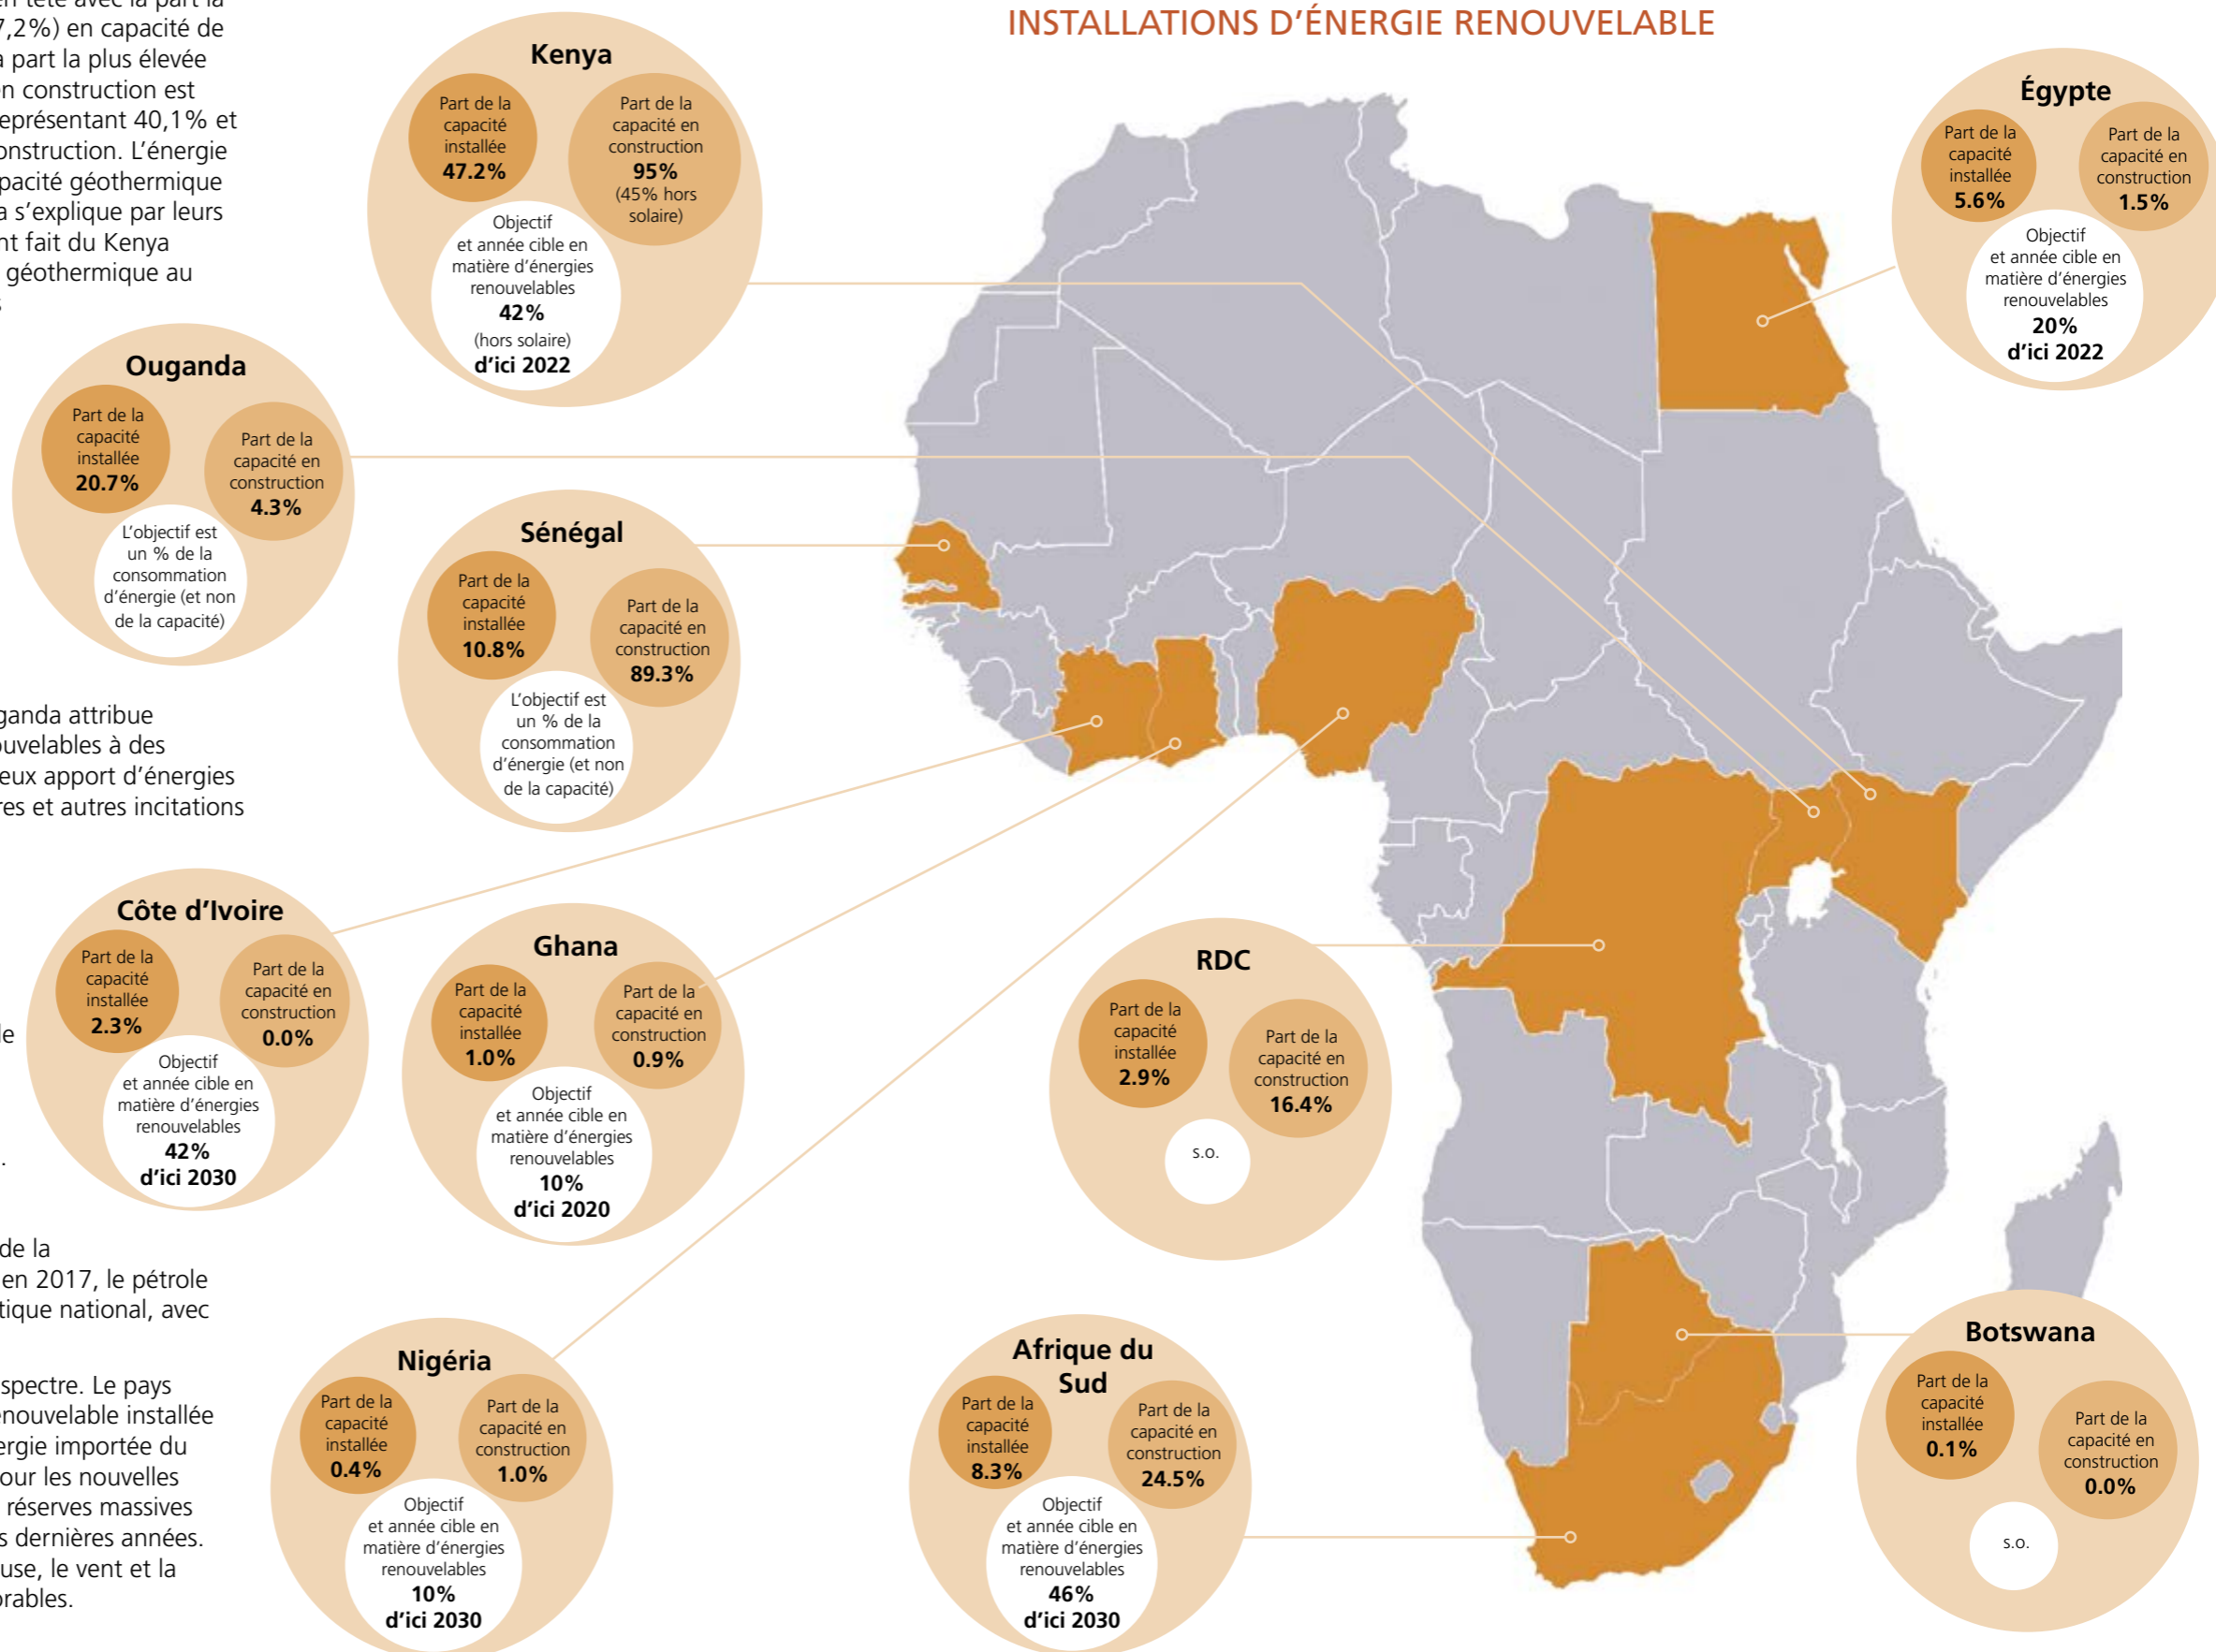 en tête avec la part la
7,2%) en capacité de
part la plus élevée
en construction est
eprésentant 40,1% et
onstruction. L'énergie
pacité géothermique
a s'explique par leurs
nt fait du Kenya
géothermique au
Ouganda
Part de la
capacité
installée
20.7%
Part de la
capacité en
construction
4.3%
L'objectif est
un % de la
consommation
d'énergie (et non
de la capacité)
ganda attribue
ouvelables à des
eux apport d'énergies
res et autres incitations
Côte d'Ivoire
Part de la
capacité
installée
2.3%
Part de la
capacité en
construction
0.0%
Objectif
et année cible en
matière d'énergies
renouvelables
42%
d'ici 2030
le
.
de la
en 2017, le pétrole
tique national, avec
spectre. Le pays
enouvelable installée
ergie importée du
our les nouvelles
réserves massives
s dernières années.
use, le vent et la
orables.
INSTALLATIONS D'ÉNERGIE RENOUVELABLE
Kenya
Part de la
capacité
installée
47.2%
Part de la
capacité en
construction
95%
(45% hors
solaire)
Objectif
et année cible en
matière d'énergies
renouvelables
42%
(hors solaire)
d'ici 2022
Sénégal
Part de la
capacité
installée
10.8%
Part de la
capacité en
construction
89.3%
L'objectif est
un % de la
consommation
d'énergie (et non
de la capacité)
Ghana
Part de la
capacité
installée
1.0%
Part de la
capacité en
construction
0.9%
Objectif
et année cible en
matière d'énergies
renouvelables
10%
d'ici 2020
Nigéria
Part de la
capacité
installée
0.4%
Part de la
capacité en
construction
1.0%
Objectif
et année cible en
matière d'énergies
renouvelables
10%
d'ici 2030
Égypte
Part de la
capacité
installée
5.6%
Part de la
capacité en
construction
1.5%
Objectif
et année cible en
matière d'énergies
renouvelables
20%
d'ici 2022
RDC
Part de la
capacité
installée
2.9%
Part de la
capacité en
construction
16.4%
s.o.
Afrique du
Sud
Part de la
capacité
installée
8.3%
Part de la
capacité en
construction
24.5%
Objectif
et année cible en
matière d'énergies
renouvelables
46%
d'ici 2030
Botswana
Part de la
capacité
installée
0.1%
Part de la
capacité en
construction
0.0%
s.o.